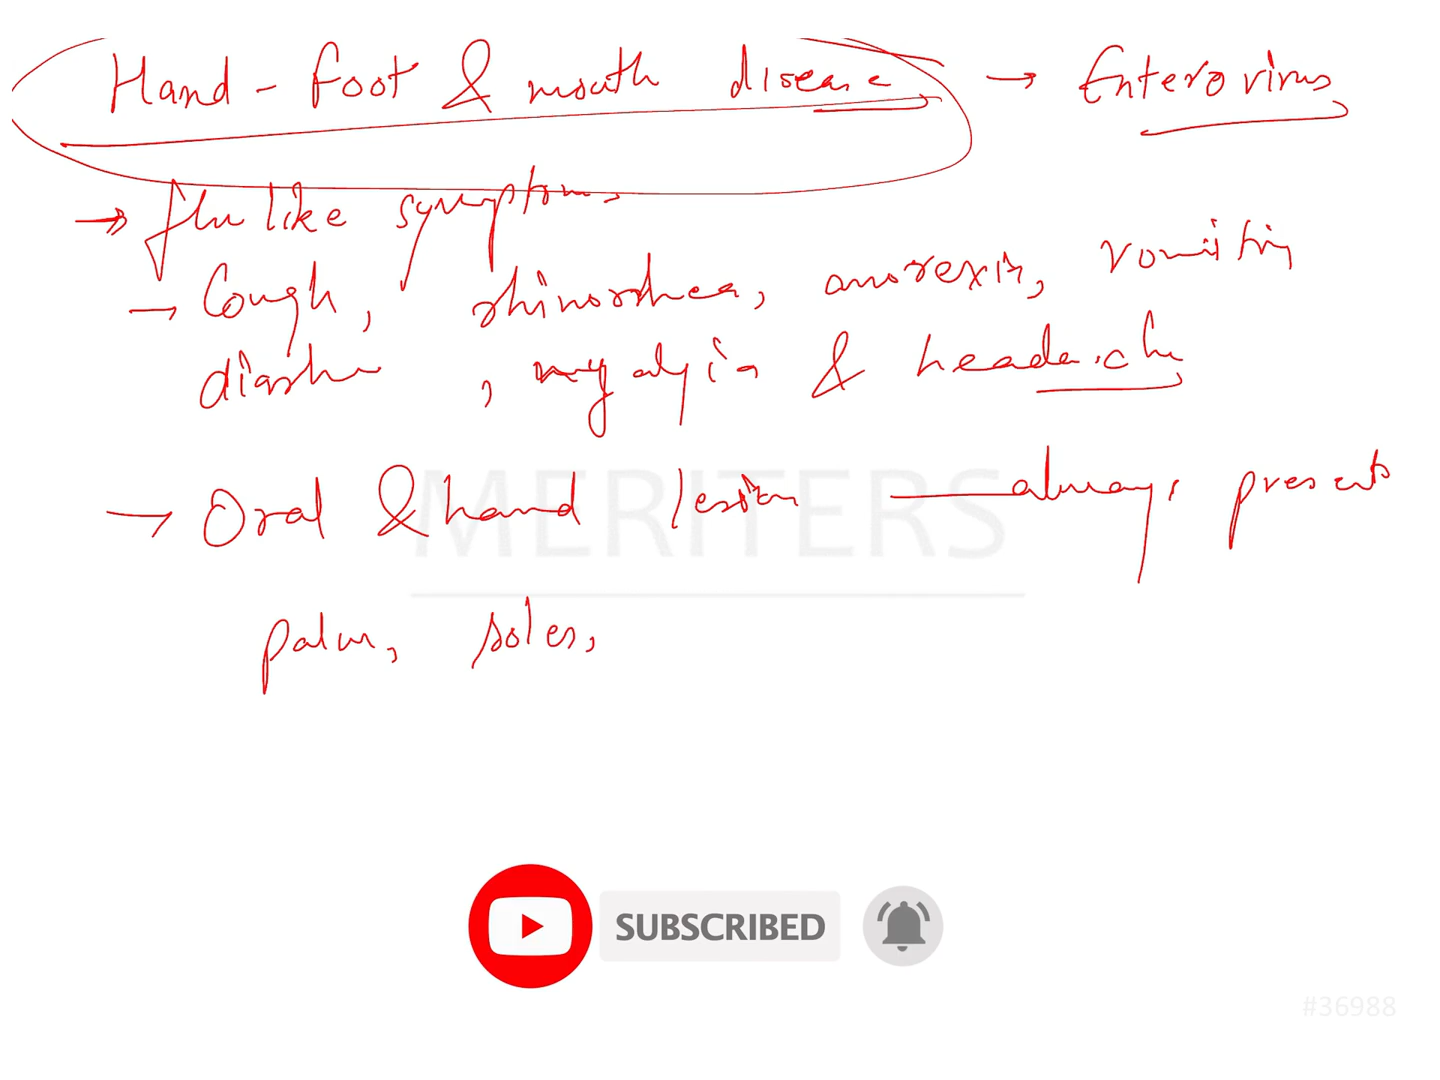 Hand - foot & mouth disease → Enterovirus
→ flu like symptoms
→ Cough, rhinorrhea, anorexia, vomiting
diarrhe, myalgia & headache
→ Oral & hand lesion — always present
MERITERS
palm, soles,
SUBSCRIBED
#36988